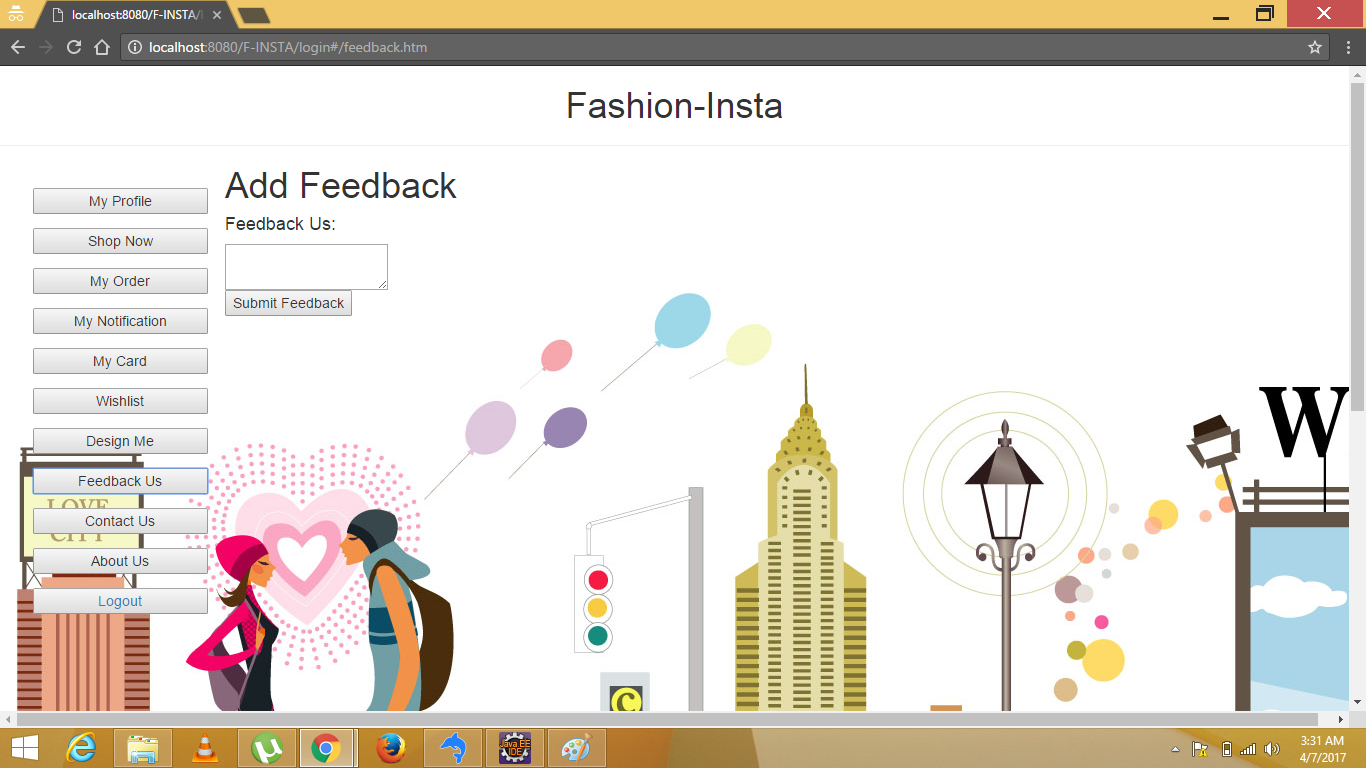 localhost:8080/F-INSTA/l
localhost:8080/F-INSTA/login#/feedback.htm
Fashion-Insta
Add Feedback
Feedback Us:
Submit Feedback
My Profile
Shop Now
My Order
My Notification
My Card
Wishlist
Design Me
Feedback Us
Contact Us
About Us
Logout
LOVE
CITY
W
C
Java EE
IDE
3:31 AM
4/7/2017